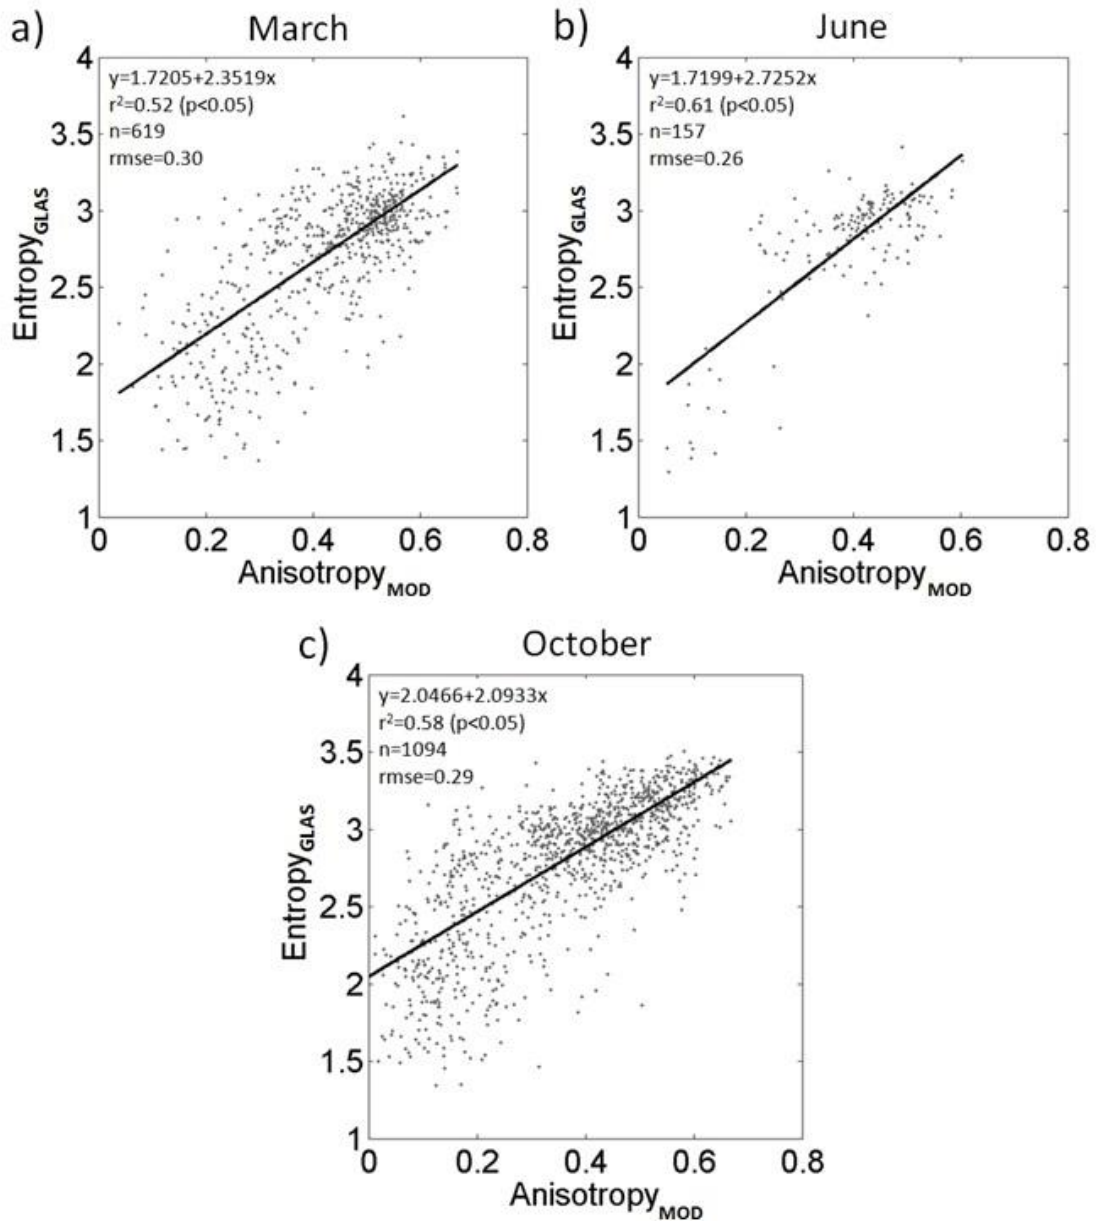 a) March
4
3.5
3
2.5
2
1.5
1
y=1.7205+2.3519x
r²=0.52 (p<0.05)
n=619
rmse=0.30
Entropy_GLAS
0 0.2 0.4 0.6 0.8
Anisotropy_MOD
b) June
4
3.5
3
2.5
2
1.5
1
y=1.7199+2.7252x
r²=0.61 (p<0.05)
n=157
rmse=0.26
Entropy_GLAS
0 0.2 0.4 0.6 0.8
Anisotropy_MOD
c) October
4
3.5
3
2.5
2
1.5
1
y=2.0466+2.0933x
r²=0.58 (p<0.05)
n=1094
rmse=0.29
Entropy_GLAS
0 0.2 0.4 0.6 0.8
Anisotropy_MOD